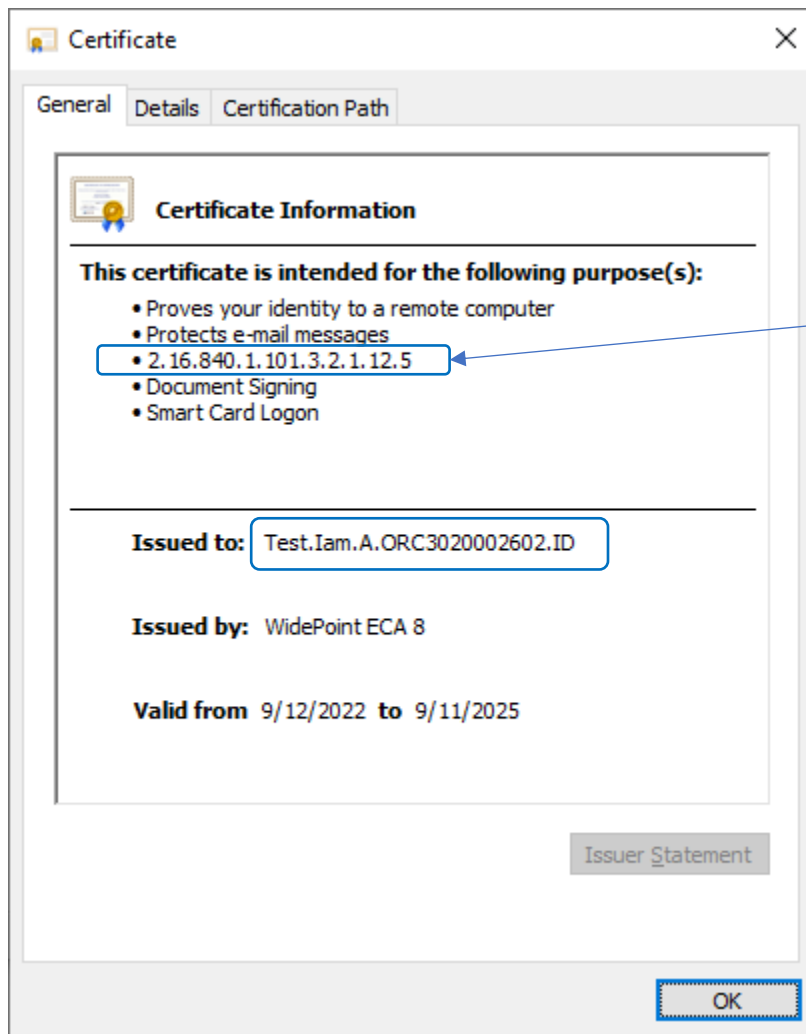 Certificate
General Details Certification Path
Certificate Information
This certificate is intended for the following purpose(s):
• Proves your identity to a remote computer
• Protects e-mail messages
• 2.16.840.1.101.3.2.1.12.5
• Document Signing
• Smart Card Logon
Issued to: Test.Iam.A.ORC3020002602.ID
Issued by: WidePoint ECA 8
Valid from 9/12/2022 to 9/11/2025
Issuer Statement
OK